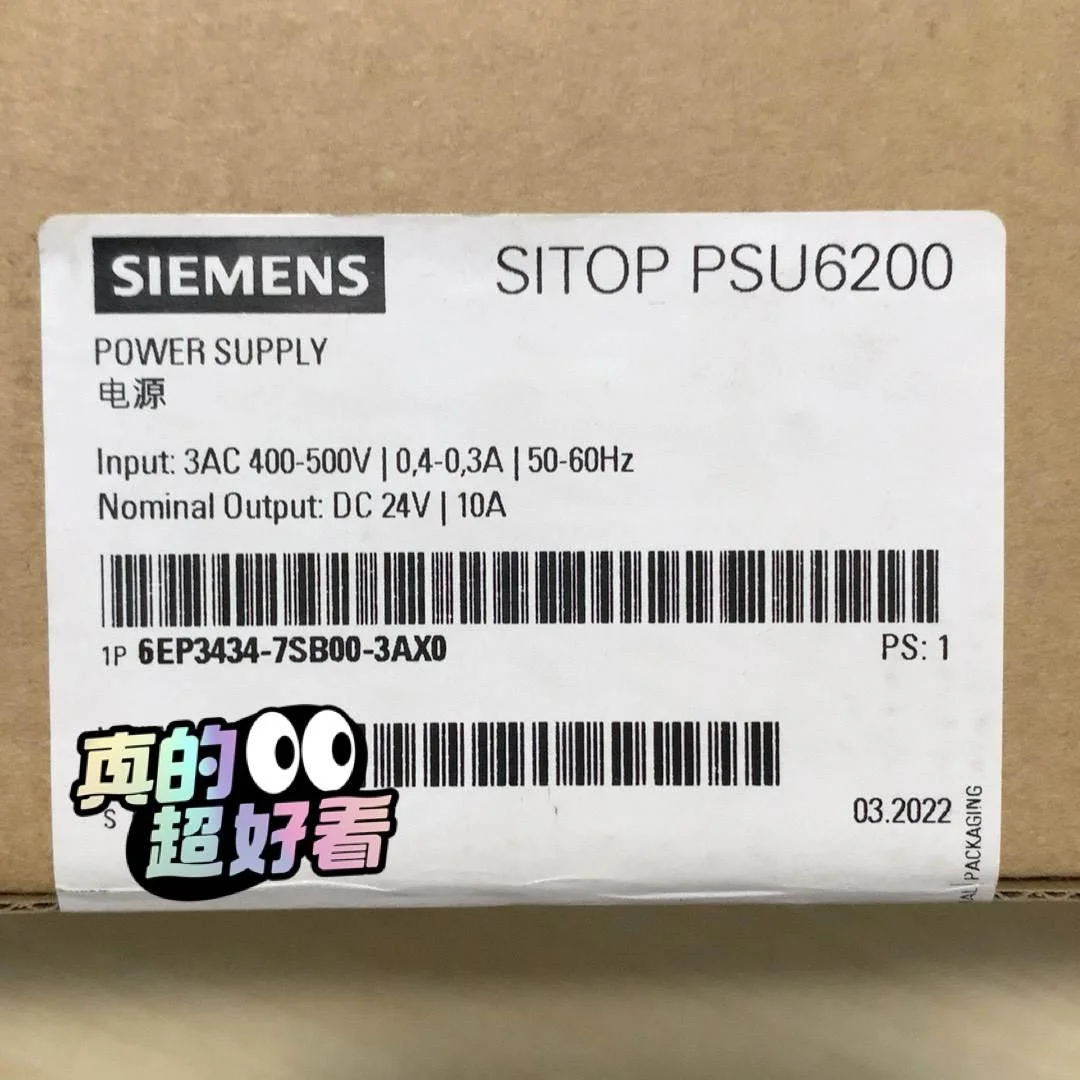 SIEMENS
SITOP PSU6200
POWER SUPPLY
电源
Input: 3AC 400-500V | 0,4-0,3A | 50-60Hz
Nominal Output: DC 24V | 10A
1P 6EP3434-7SB00-3AX0
PS: 1
真的
超好看
S
03.2022
PACKAGING